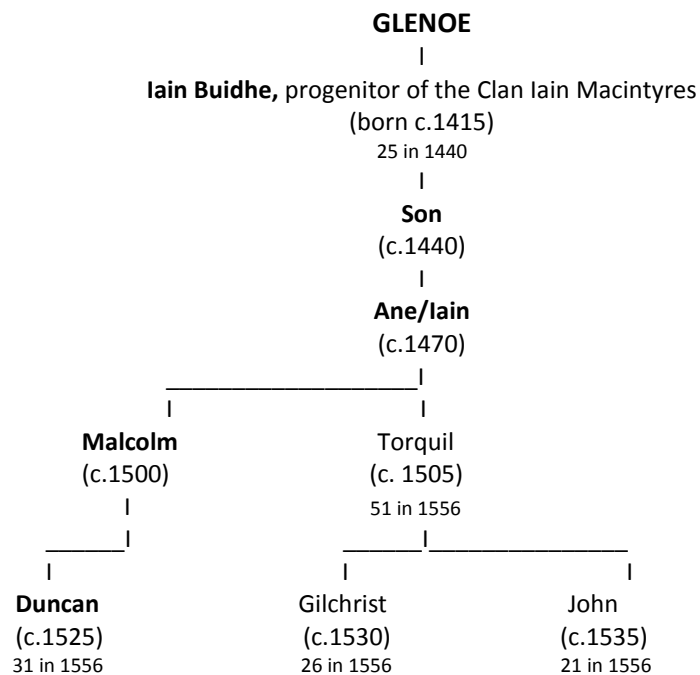 GLENOE
Iain Buidhe, progenitor of the Clan Iain Macintyres
(born c.1415)
25 in 1440
Son
(c.1440)
Ane/Iain
(c.1470)
Malcolm Torquil
(c.1500) (c. 1505)
51 in 1556
Duncan Gilchrist John
(c.1525) (c.1530) (c.1535)
31 in 1556 26 in 1556 21 in 1556